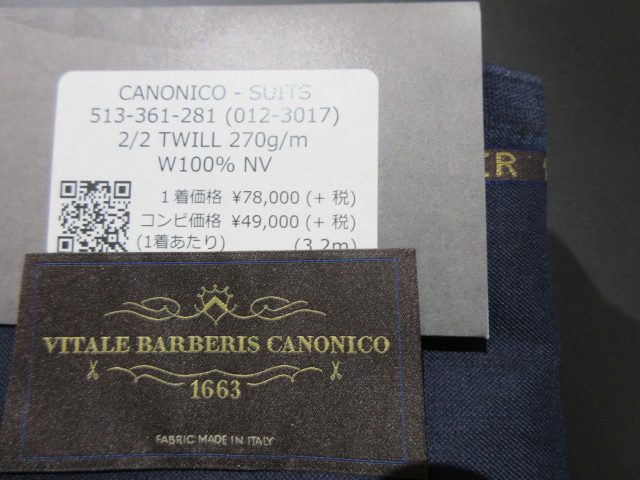 CANONICO - SUITS
513-361-281 (012-3017)
2/2 TWILL 270g/m
W100% NV
1着価格 ¥78,000 (+ 税)
コンビ価格 ¥49,000 (+ 税)
(1着あたり) (3.2m)
VITALE BARBERIS CANONICO
1663
FABRIC MADE IN ITALY